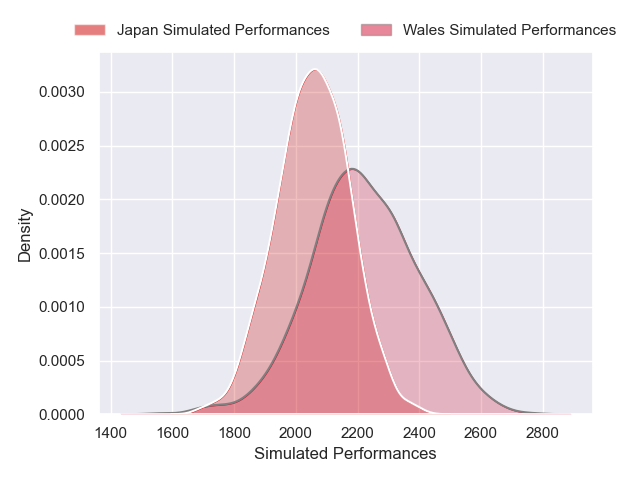 Japan Simulated Performances Wales Simulated Performances
0.0030
0.0025
0.0020
0.0015
0.0010
0.0005
0.0000
Density
1400 1600 1800 2000 2200 2400 2600 2800
Simulated Performances